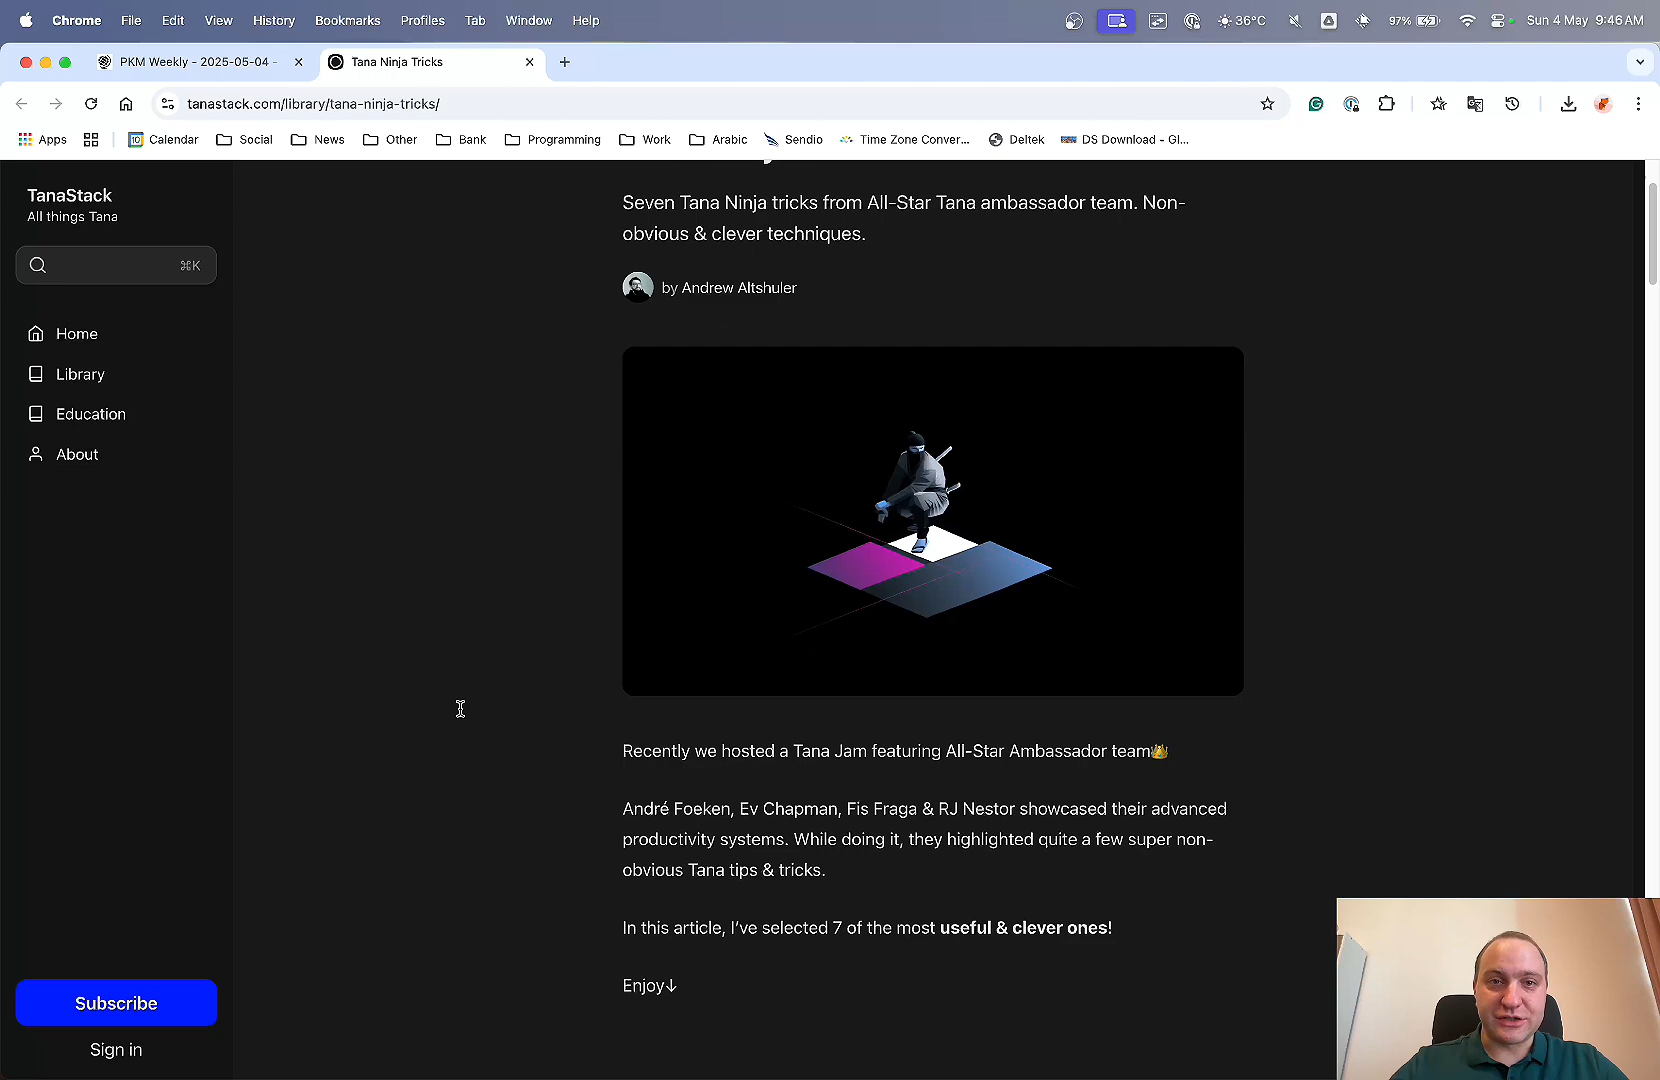 Chrome File Edit View History Bookmarks Profiles Tab Window Help 36°C 97% Sun 4 May 9:46 AM
PKM Weekly - 2025-05-04 -
Tana Ninja Tricks
tanastack.com/library/tana-ninja-tricks/
Apps Calendar Social News Other Bank Programming Work Arabic Sendio Time Zone Conver... Deltek DS Download - Gl...
TanaStack
All things Tana
⌘K
Home
Library
Education
About
Subscribe
Sign in
Seven Tana Ninja tricks from All-Star Tana ambassador team. Non-
obvious & clever techniques.
by Andrew Altshuler
Recently we hosted a Tana Jam featuring All-Star Ambassador team👑
André Foeken, Ev Chapman, Fis Fraga & RJ Nestor showcased their advanced
productivity systems. While doing it, they highlighted quite a few super non-
obvious Tana tips & tricks.
In this article, I've selected 7 of the most useful & clever ones!
Enjoy↓